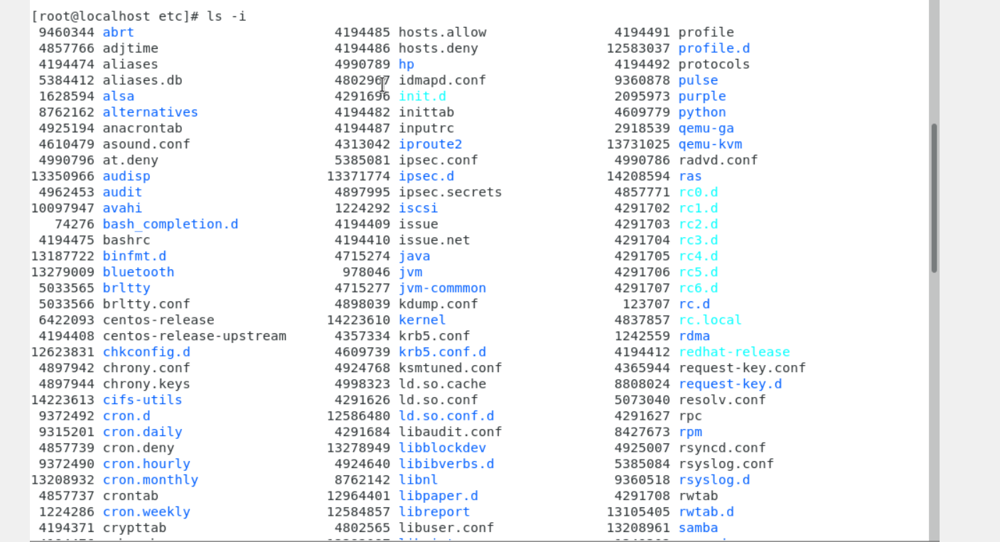 [root@localhost etc]# ls -i
9460344 abrt 4194485 hosts.allow 4194491 profile
4857766 adjtime 4194486 hosts.deny 12583037 profile.d
4194474 aliases 4990789 hp 4194492 protocols
5384412 aliases.db 4802967 idmapd.conf 9360878 pulse
1628594 alsa 4291696 init.d 2095973 purple
8762162 alternatives 4194482 inittab 4609779 python
4925194 anacrontab 4194487 inputrc 2918539 qemu-ga
4610479 asound.conf 4313042 iproute2 13731025 qemu-kvm
4990796 at.deny 5385081 ipsec.conf 4990786 radvd.conf
13350966 audisp 13371774 ipsec.d 14208594 ras
4962453 audit 4897995 ipsec.secrets 4857771 rc0.d
10097947 avahi 1224292 iscsi 4291702 rc1.d
74276 bash_completion.d 4194409 issue 4291703 rc2.d
4194475 bashrc 4194410 issue.net 4291704 rc3.d
13187722 binfmt.d 4715274 java 4291705 rc4.d
13279009 bluetooth 978046 jvm 4291706 rc5.d
5033565 brltty 4715277 jvm-commmon 4291707 rc6.d
5033566 brltty.conf 4898039 kdump.conf 123707 rc.d
6422093 centos-release 14223610 kernel 4837857 rc.local
4194408 centos-release-upstream 4357334 krb5.conf 1242559 rdma
12623831 chkconfig.d 4609739 krb5.conf.d 4194412 redhat-release
4897942 chrony.conf 4924768 ksmtuned.conf 4365944 request-key.conf
4897944 chrony.keys 4998323 ld.so.cache 8808024 request-key.d
14223613 cifs-utils 4291626 ld.so.conf 5073040 resolv.conf
9372492 cron.d 12586480 ld.so.conf.d 4291627 rpc
9315201 cron.daily 4291684 libaudit.conf 8427673 rpm
4857739 cron.deny 13278949 libblockdev 4925007 rsyncd.conf
9372490 cron.hourly 4924640 libibverbs.d 5385084 rsyslog.conf
13208932 cron.monthly 8762142 libnl 9360518 rsyslog.d
4857737 crontab 12964401 libpaper.d 4291708 rwtab
1224286 cron.weekly 12584857 libreport 13105405 rwtab.d
4194371 crypttab 4802565 libuser.conf 13208961 samba